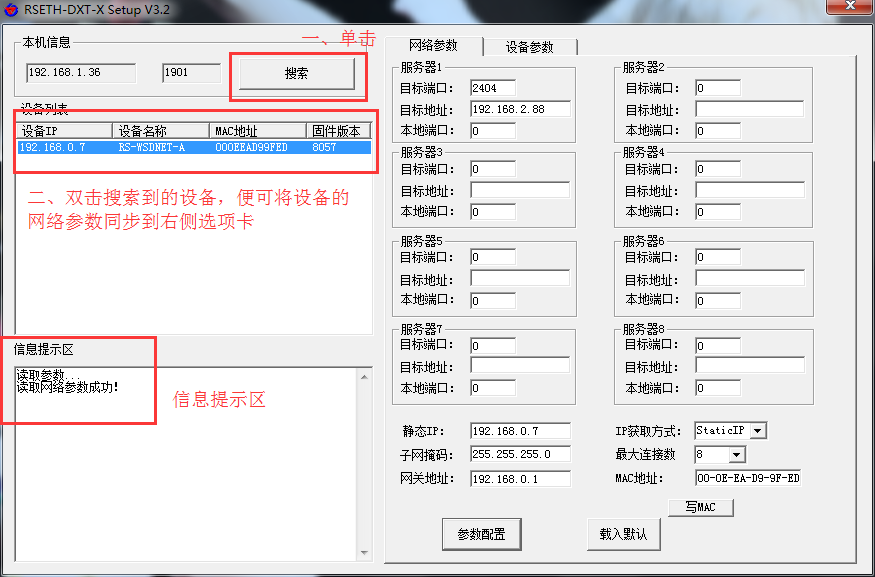 RSETH-DXT-X Setup V3.2
本机信息
192.168.1.36
1901
一、单击
搜索
设备列表
设备IP 设备名称 MAC地址 固件版本
192.168.0.7 RS-WSDNET-A 000EEAD99FED 8057
二、双击搜索到的设备，便可将设备的
网络参数同步到右侧选项卡
信息提示区
读取参数...
读取网络参数成功!
信息提示区
网络参数 设备参数
服务器1
目标端口： 2404
目标地址： 192.168.2.88
本地端口： 0
服务器2
目标端口： 0
目标地址：
本地端口： 0
服务器3
目标端口： 0
目标地址：
本地端口： 0
服务器4
目标端口： 0
目标地址：
本地端口： 0
服务器5
目标端口： 0
目标地址：
本地端口： 0
服务器6
目标端口： 0
目标地址：
本地端口： 0
服务器7
目标端口： 0
目标地址：
本地端口： 0
服务器8
目标端口： 0
目标地址：
本地端口： 0
静态IP： 192.168.0.7
IP获取方式： StaticIP
子网掩码： 255.255.255.0
最大连接数 8
网关地址： 192.168.0.1
MAC地址： 00-0E-EA-D9-9F-ED
写MAC
参数配置
载入默认